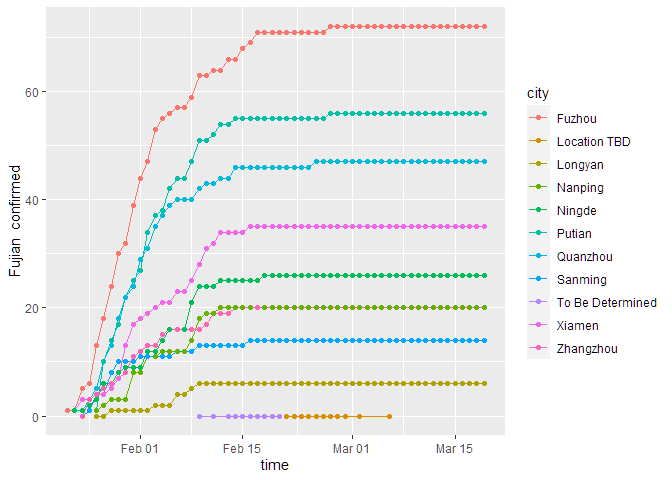 60
40
20
0
Fujian confirmed
Feb 01
Feb 15
Mar 01
Mar 15
time
city
Fuzhou
Location TBD
Longyan
Nanping
Ningde
Putian
Quanzhou
Sanming
To Be Determined
Xiamen
Zhangzhou